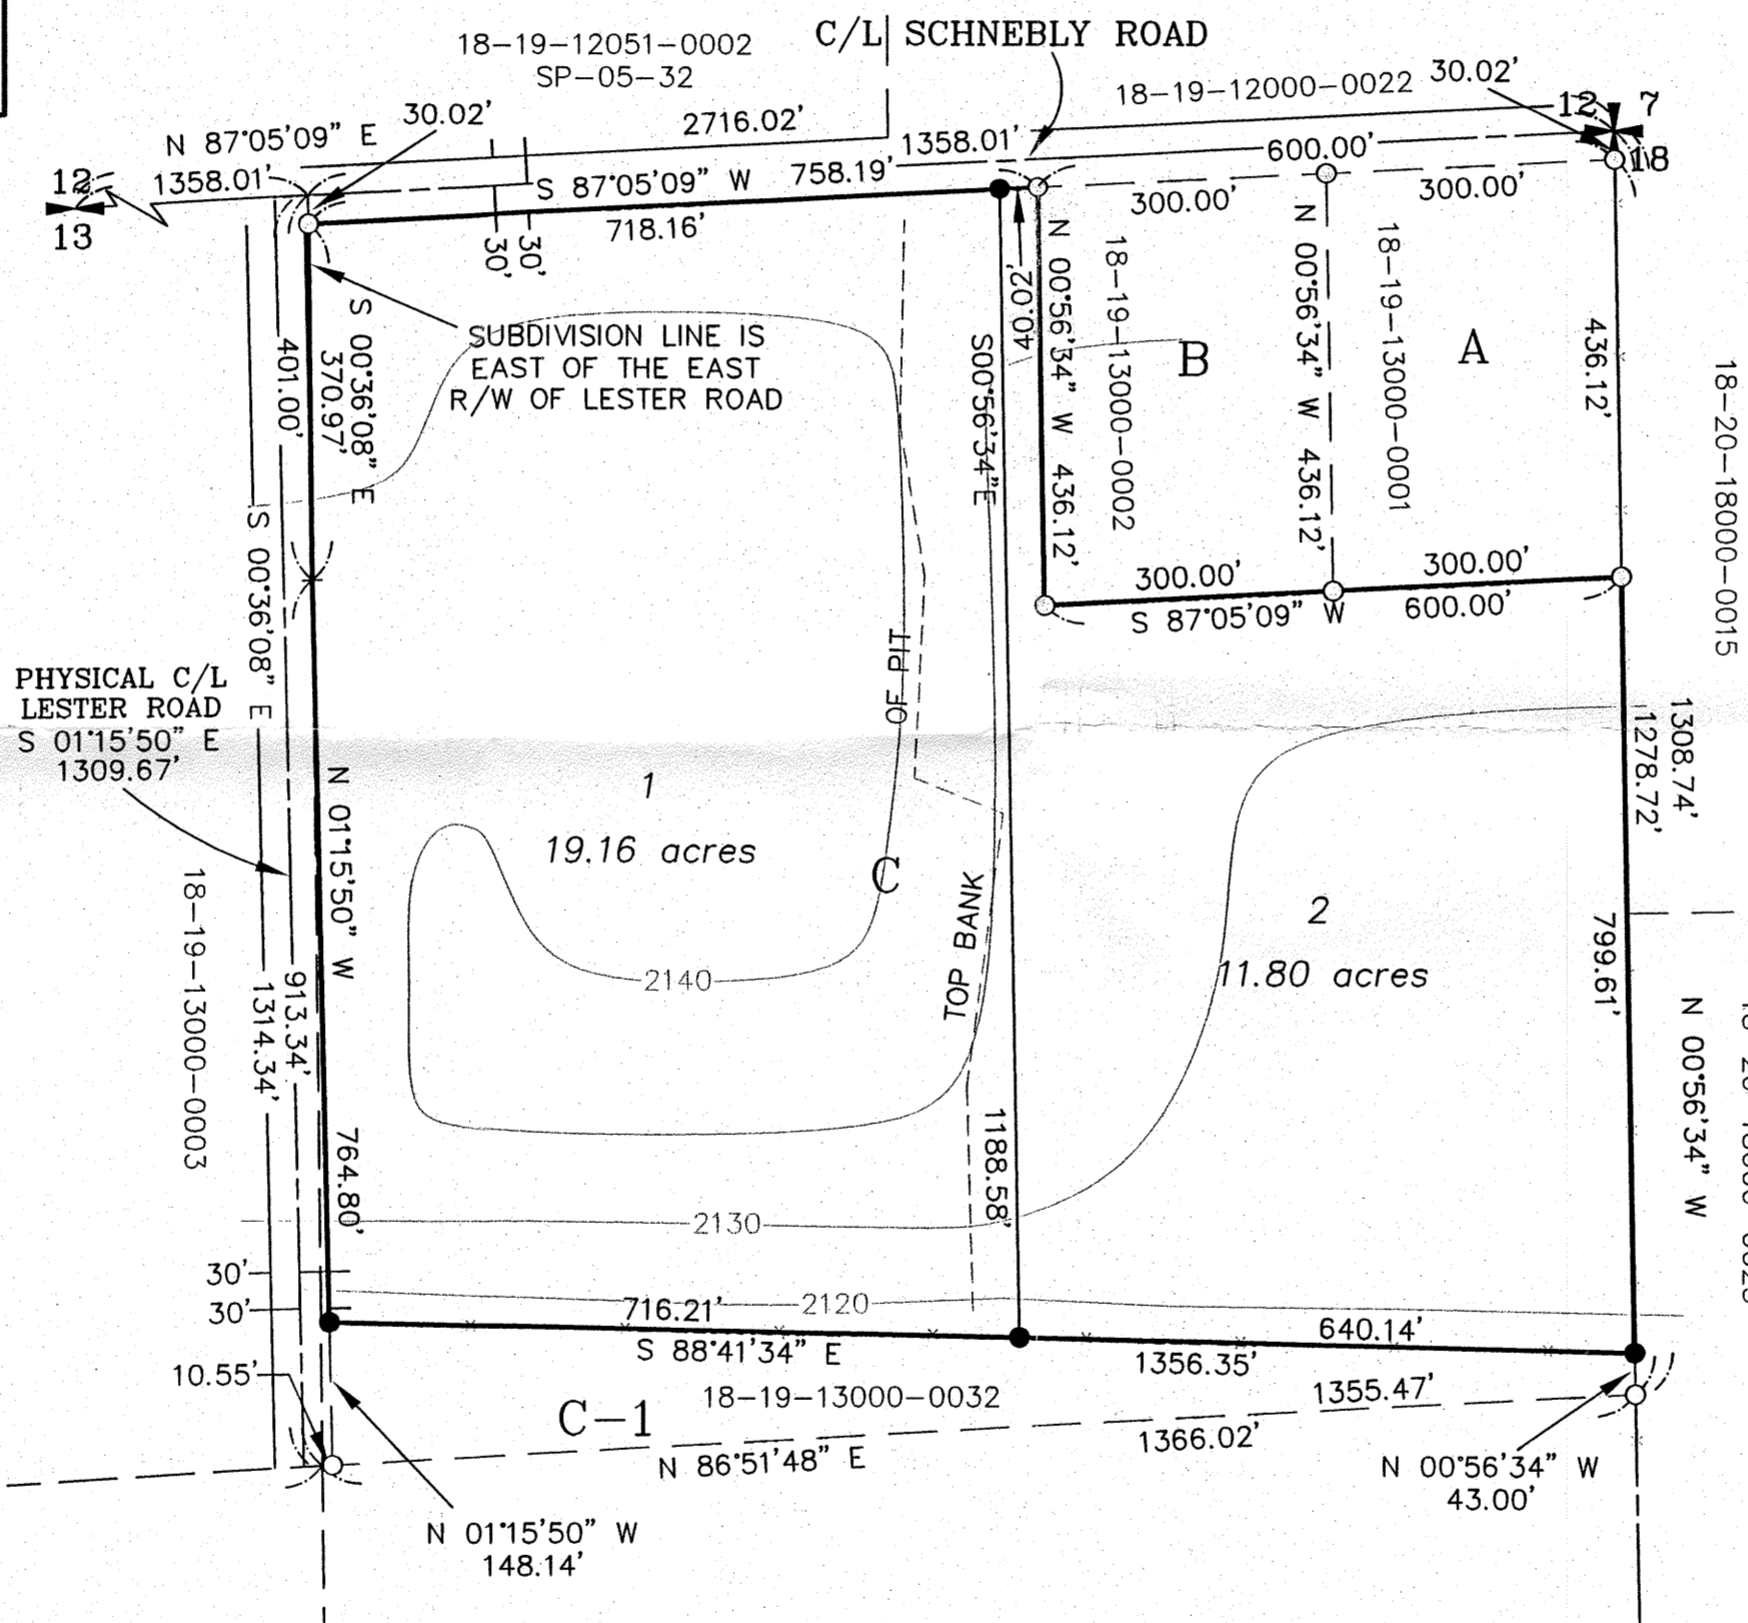 18-19-12051-0002
SP-05-32
C/L SCHNEBLY ROAD
18-19-12000-0022
30.02'
12 7
18
N 87°05'09" E
30.02'
2716.02'
1358.01'
600.00'
12
13
1358.01'
S 87°05'09" W 758.19'
718.16'
300.00'
300.00'
30'
30'
40.02'
SUBDIVISION LINE IS
EAST OF THE EAST
R/W OF LESTER ROAD
S 00°36'08" E
370.97'
401.00'
S 00°36'08" E
S00°56'34"E
N 00°56'34" W 436.12'
18-19-13000-0002
B
N 00°56'34" W 436.12'
18-19-13000-0001
A
436.12'
18-20-18000-0015
300.00'
300.00'
S 87°05'09" W 600.00'
PHYSICAL C/L
LESTER ROAD
S 01°15'50" E
1309.67'
OF PIT
TOP BANK
N 01°15'50" W
1
19.16 acres
C
2
11.80 acres
1308.74'
1278.72'
799.61'
N 00°56'34" W
18-19-13000-0003
913.34'
1314.34'
764.80'
2140
1188.58'
2130
30'
30'
716.21'
2120
640.14'
S 88°41'34" E
1356.35'
10.55'
18-19-13000-0032
1355.47'
C-1
N 86°51'48" E
1366.02'
N 00°56'34" W
43.00'
N 01°15'50" W
148.14'